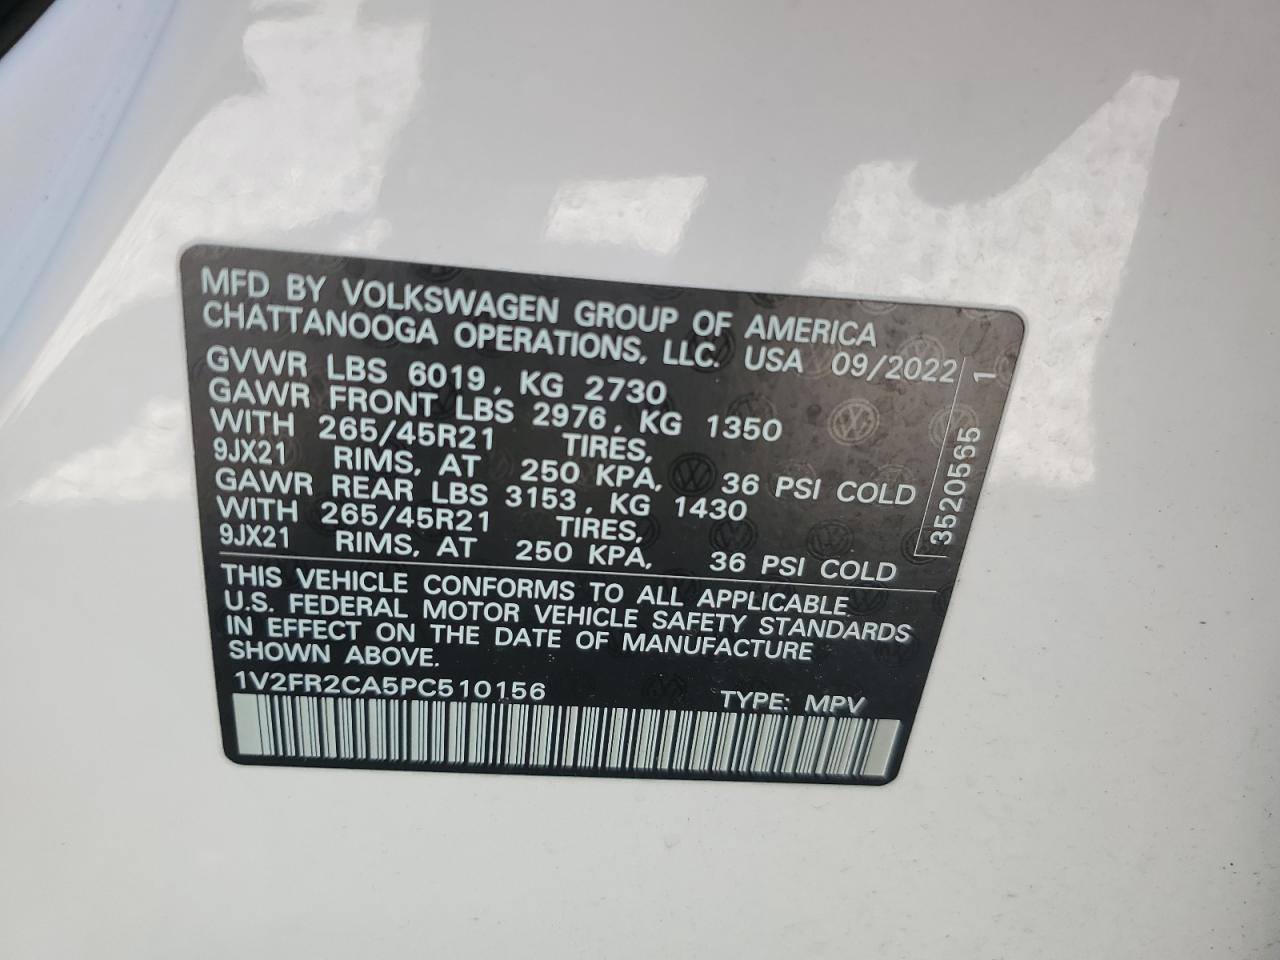 MFD BY VOLKSWAGEN GROUP OF AMERICA
CHATTANOOGA OPERATIONS, LLC. USA 09/2022
GVWR LBS 6019, KG 2730
GAWR FRONT LBS 2976, KG 1350
WITH 265/45R21 TIRES,
9JX21 RIMS, AT 250 KPA, 36 PSI COLD
GAWR REAR LBS 3153, KG 1430
WITH 265/45R21 TIRES,
9JX21 RIMS, AT 250 KPA, 36 PSI COLD
3520565 1
THIS VEHICLE CONFORMS TO ALL APPLICABLE
U.S. FEDERAL MOTOR VEHICLE SAFETY STANDARDS
IN EFFECT ON THE DATE OF MANUFACTURE
SHOWN ABOVE.
1V2FR2CA5PC510156 TYPE: MPV